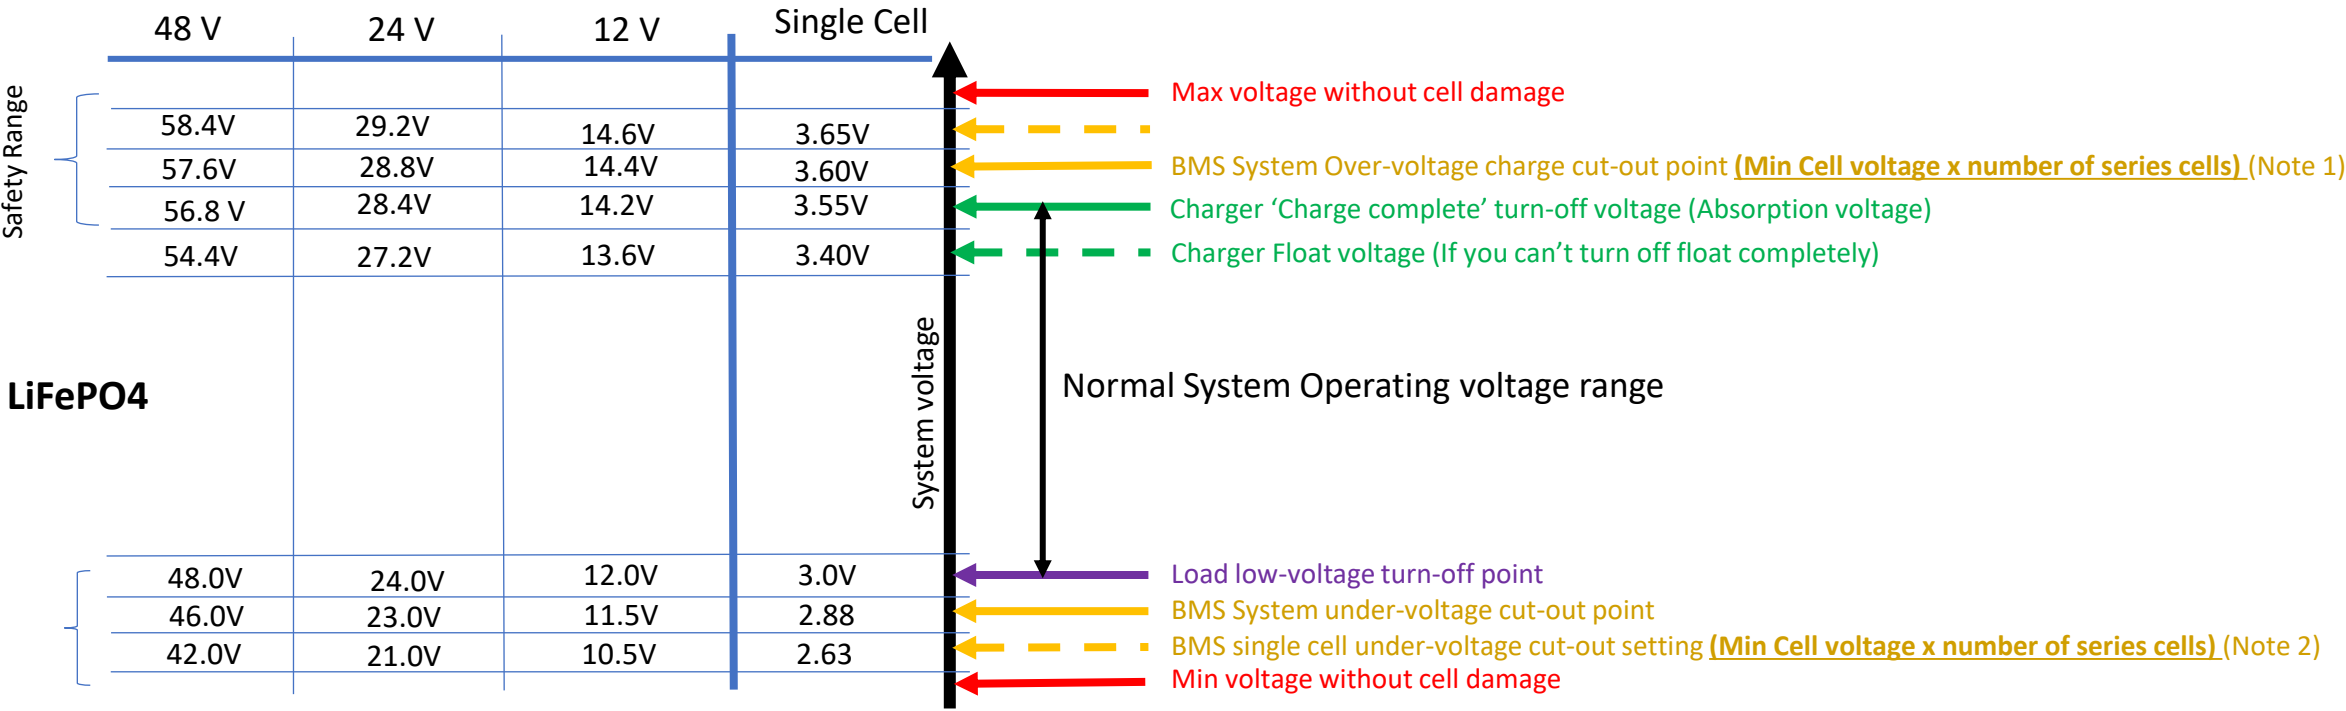 48 V 24 V 12 V Single Cell
Safety Range
Max voltage without cell damage
58.4V 29.2V 14.6V 3.65V
57.6V 28.8V 14.4V 3.60V BMS System Over-voltage charge cut-out point (Min Cell voltage x number of series cells) (Note 1)
56.8 V 28.4V 14.2V 3.55V Charger ‘Charge complete’ turn-off voltage (Absorption voltage)
54.4V 27.2V 13.6V 3.40V Charger Float voltage (If you can’t turn off float completely)
System voltage
LiFePO4
Normal System Operating voltage range
48.0V 24.0V 12.0V 3.0V Load low-voltage turn-off point
46.0V 23.0V 11.5V 2.88 BMS System under-voltage cut-out point
42.0V 21.0V 10.5V 2.63 BMS single cell under-voltage cut-out setting (Min Cell voltage x number of series cells) (Note 2)
Min voltage without cell damage